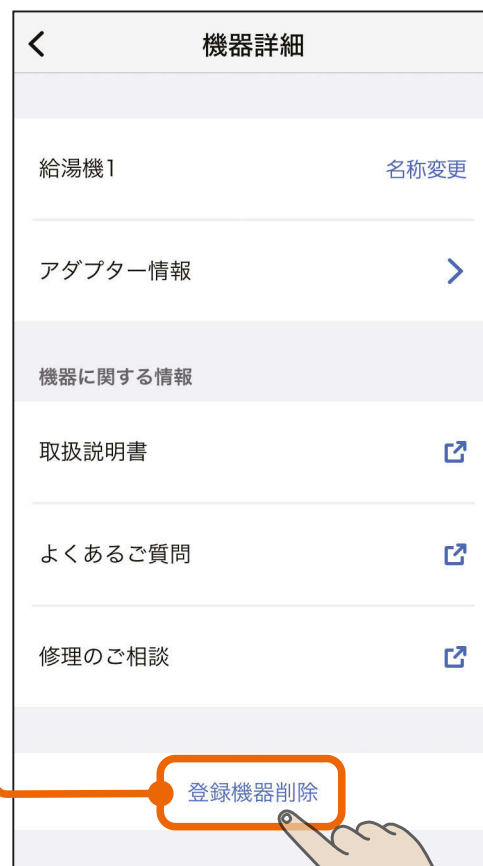 機器詳細
給湯機1 名称変更
アダプター情報
機器に関する情報
取扱説明書
よくあるご質問
修理のご相談
登録機器削除